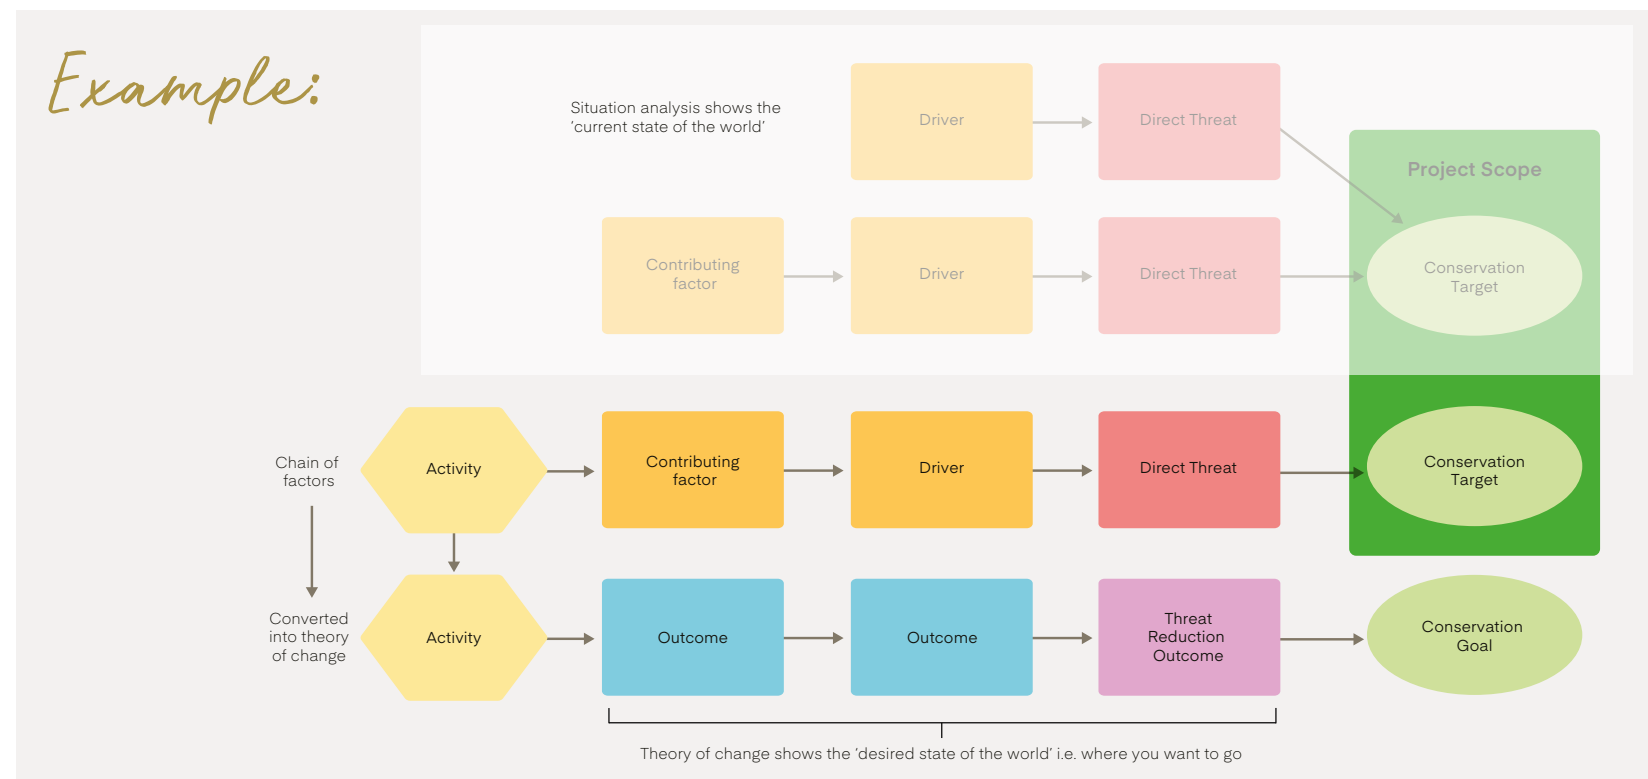 Example:
Situation analysis shows the
‘current state of the world’
Driver
Direct Threat
Project Scope
Contributing
factor
Driver
Direct Threat
Conservation
Target
Chain of
factors
Activity
Contributing
factor
Driver
Direct Threat
Conservation
Target
Converted
into theory
of change
Activity
Outcome
Outcome
Threat
Reduction
Outcome
Conservation
Goal
Theory of change shows the ‘desired state of the world’ i.e. where you want to go